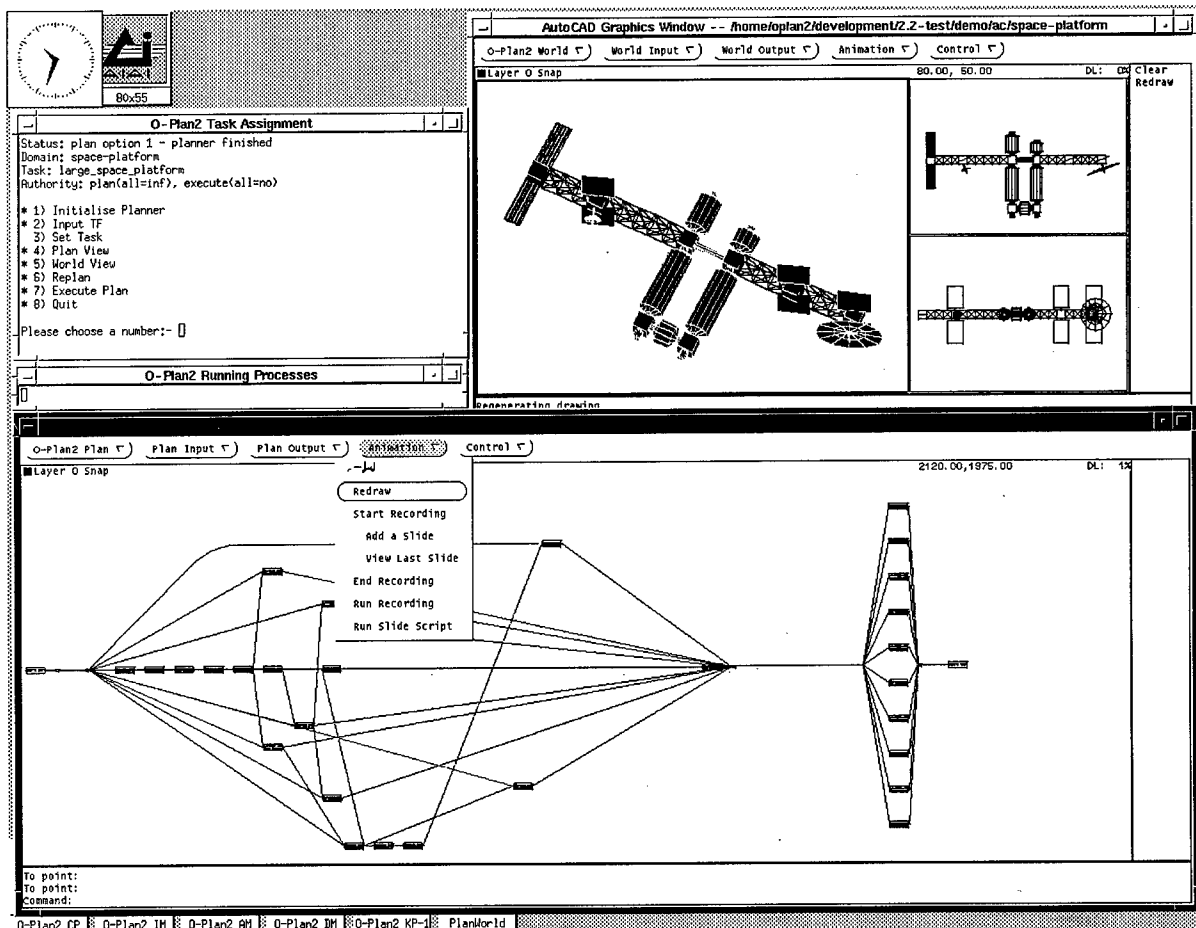 AIAI
80x55
O-Plan2 Task Assignment
Status: plan option 1 - planner finished
Domain: space-platform
Task: large_space_platform
Authority: plan(all=inf), execute(all=no)
* 1) Initialise Planner
* 2) Input TF
3) Set Task
* 4) Plan View
* 5) World View
* 6) Replan
* 7) Execute Plan
* 8) Quit
Please choose a number:-
O-Plan2 Running Processes
AutoCAD Graphics Window -- /home/oplan2/development/2.2-test/demo/ac/space-platform
O-Plan2 World World Input World Output Animation Control
Layer 0 Snap 80.00, 50.00 DL: 0% Clear
Redraw
Regenerating drawing
O-Plan2 Plan Plan Input Plan Output Animation Control
Layer 0 Snap 2120.00,1975.00 DL: 1%
Redraw
Start Recording
Add a Slide
View Last Slide
End Recording
Run Recording
Run Slide Script
To point:
To point:
Command:
O-Plan2 CP O-Plan2 IM O-Plan2 AM O-Plan2 DM O-Plan2 KP-1 PlanWorld